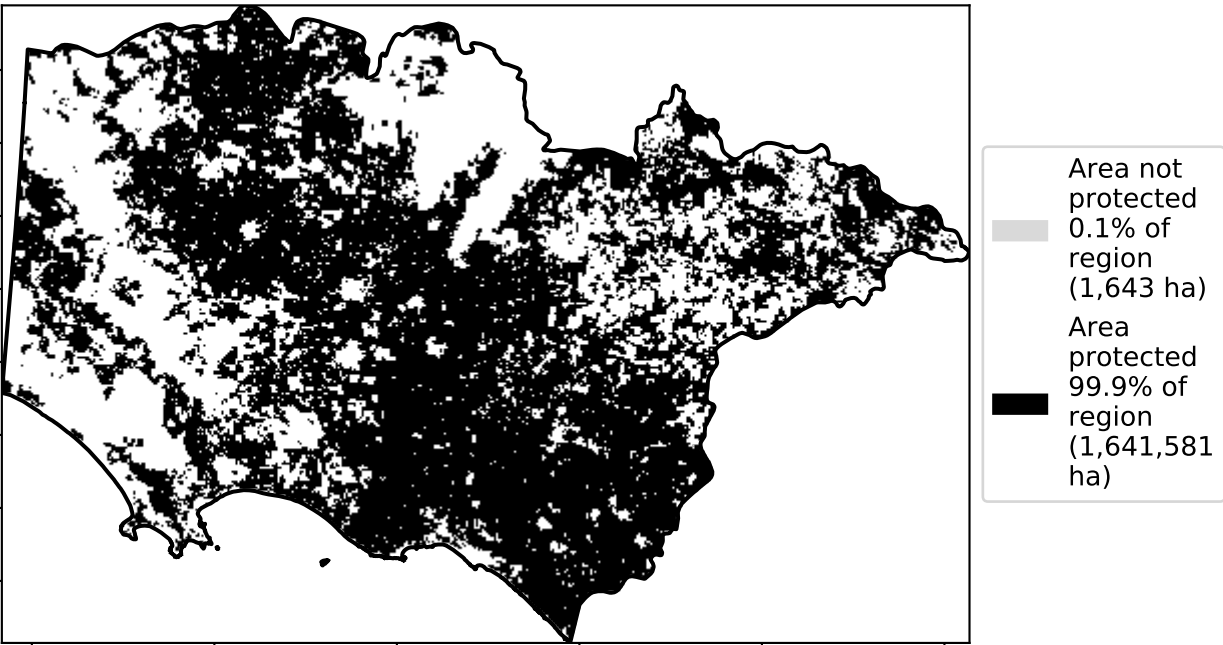 Area not
protected
0.1% of
region
(1,643 ha)
Area
protected
99.9% of
region
(1,641,581
ha)